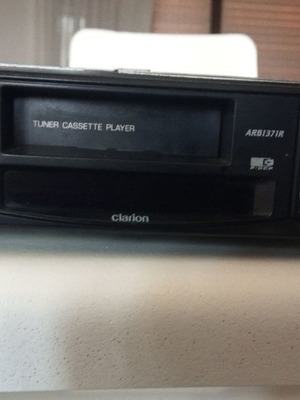 TUNER CASSETTE PLAYER
ARB1371R
clarion